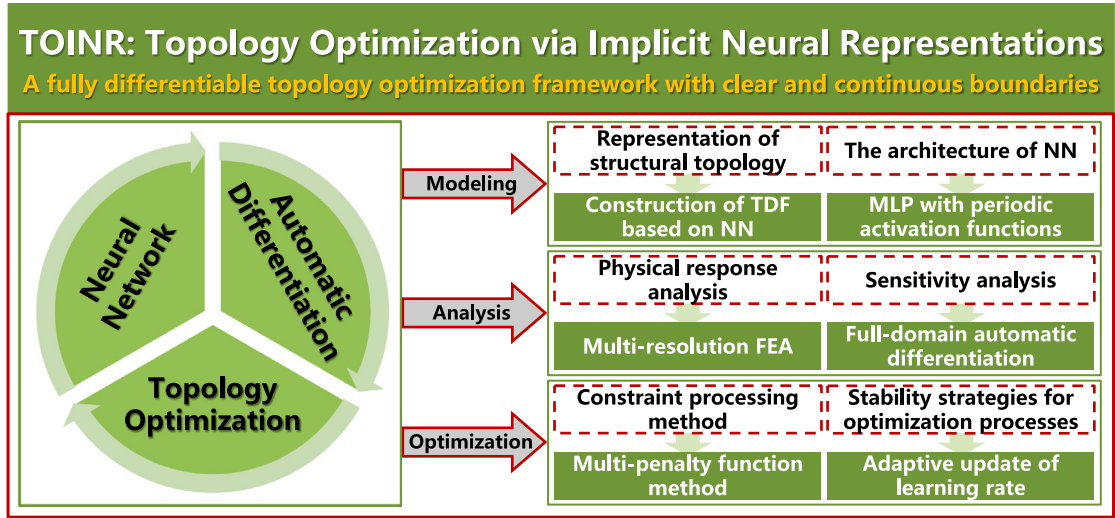 TOINR: Topology Optimization via Implicit Neural Representations
A fully differentiable topology optimization framework with clear and continuous boundaries
Neural
Network
Automatic
Differentiation
Topology
Optimization
Modeling
Representation of
structural topology
The architecture of NN
Construction of TDF
based on NN
MLP with periodic
activation functions
Analysis
Physical response
analysis
Sensitivity analysis
Multi-resolution FEA
Full-domain automatic
differentiation
Optimization
Constraint processing
method
Stability strategies for
optimization processes
Multi-penalty function
method
Adaptive update of
learning rate